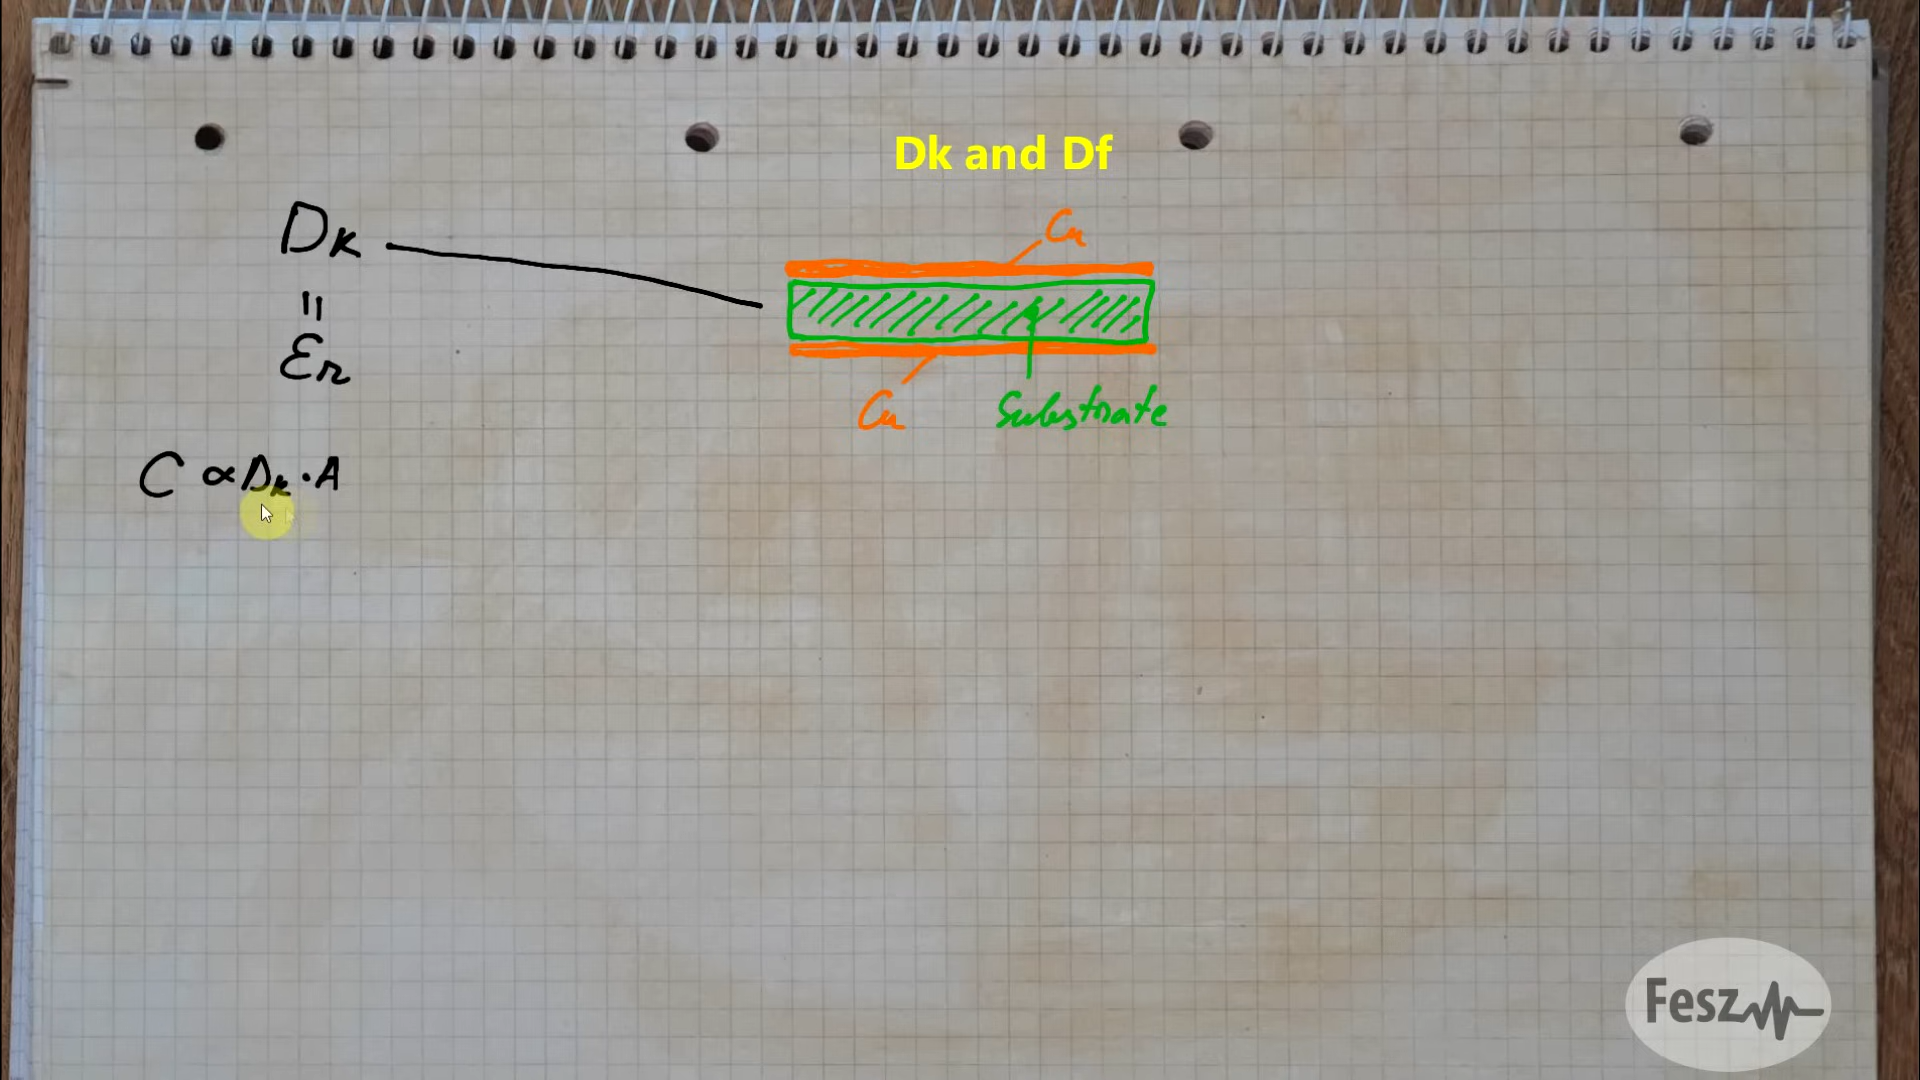 Dk and Df
Dk
=
εr
C ∝ Dk · A
Cu
Cu
Substrate
Fesz